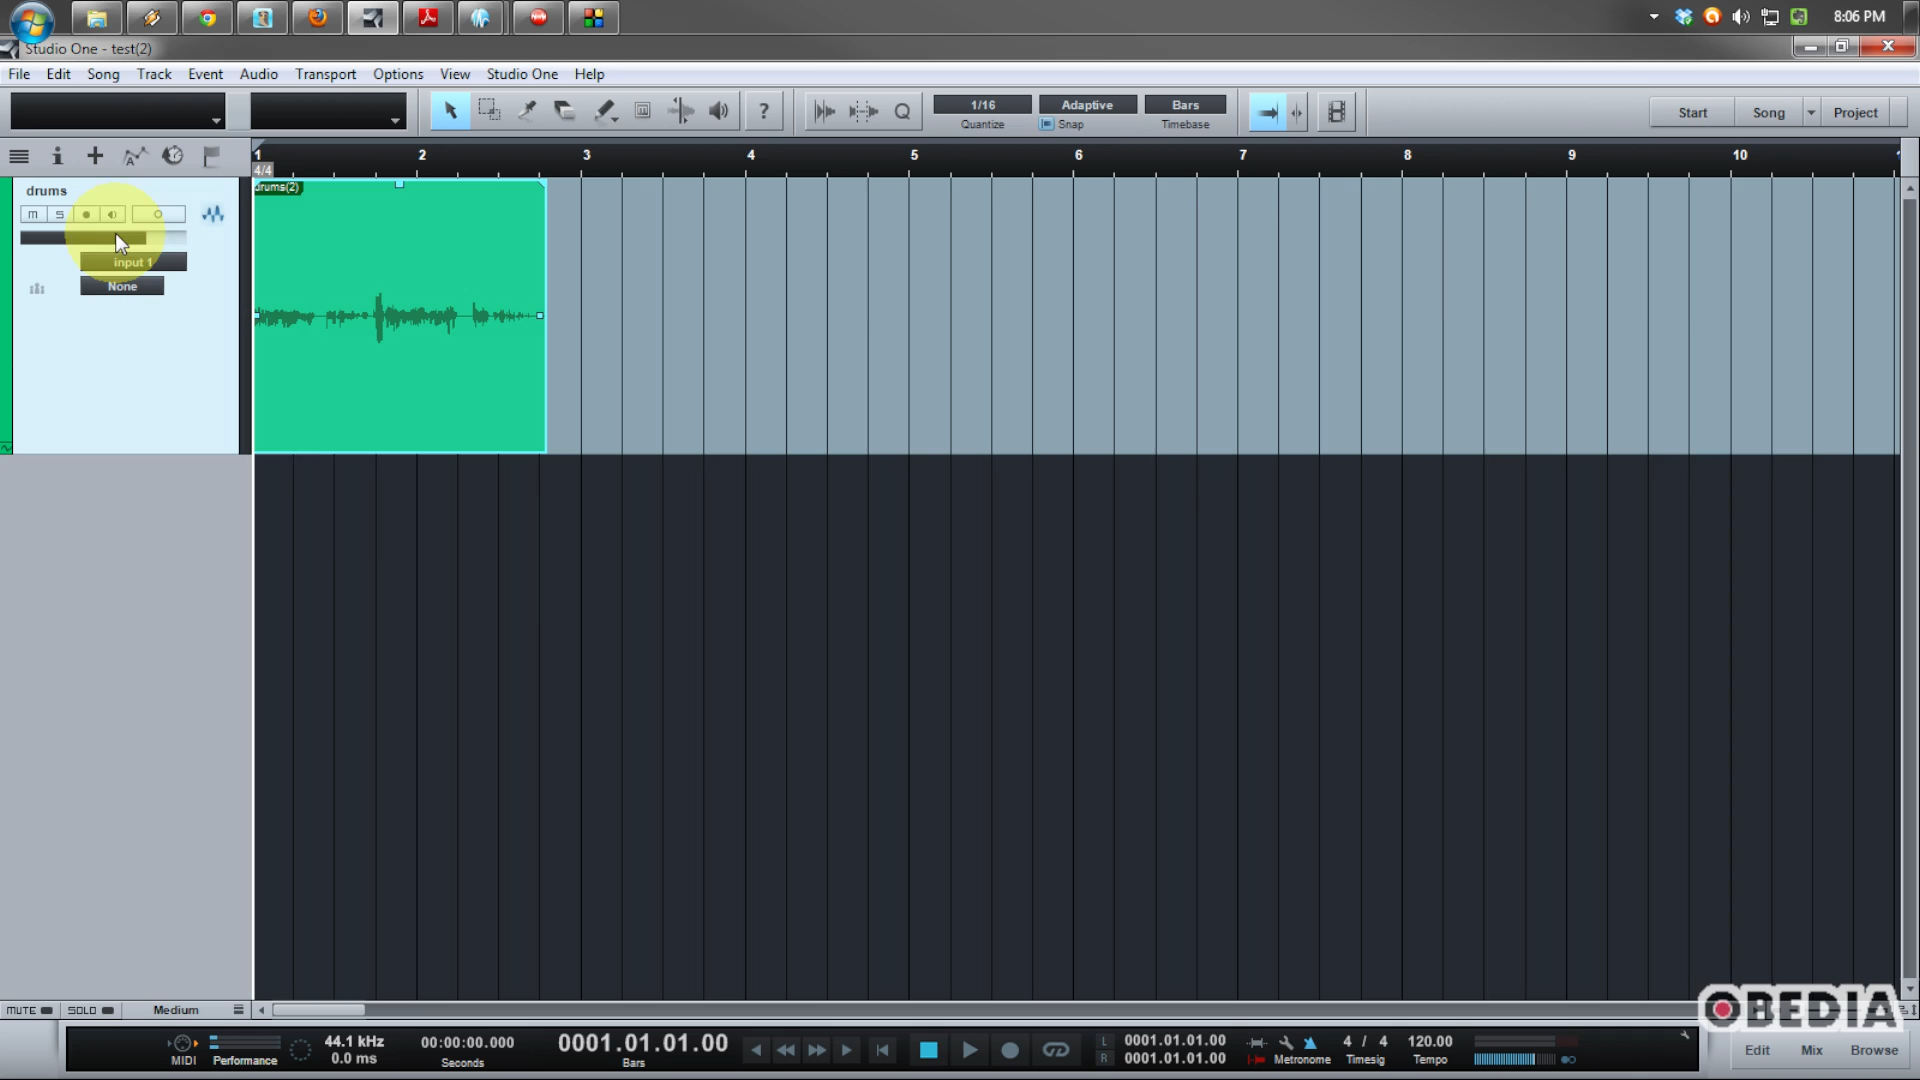 8:06 PM
Studio One - test(2)
File Edit Song Track Event Audio Transport Options View Studio One Help
? Q 1/16 Adaptive Bars
Quantize Snap Timebase
Start Song Project
1 2 3 4 5 6 7 8 9 10
4/4
drums drums(2)
M S
input 1
None
MUTE SOLO Medium
OBEDIA
MIDI Performance
44.1 kHz
0.0 ms
00:00:00.000
Seconds
0001.01.01.00
Bars
L 0001.01.01.00
R 0001.01.01.00
Metronome
4 / 4
Timesig
120.00
Tempo
Edit Mix Browse